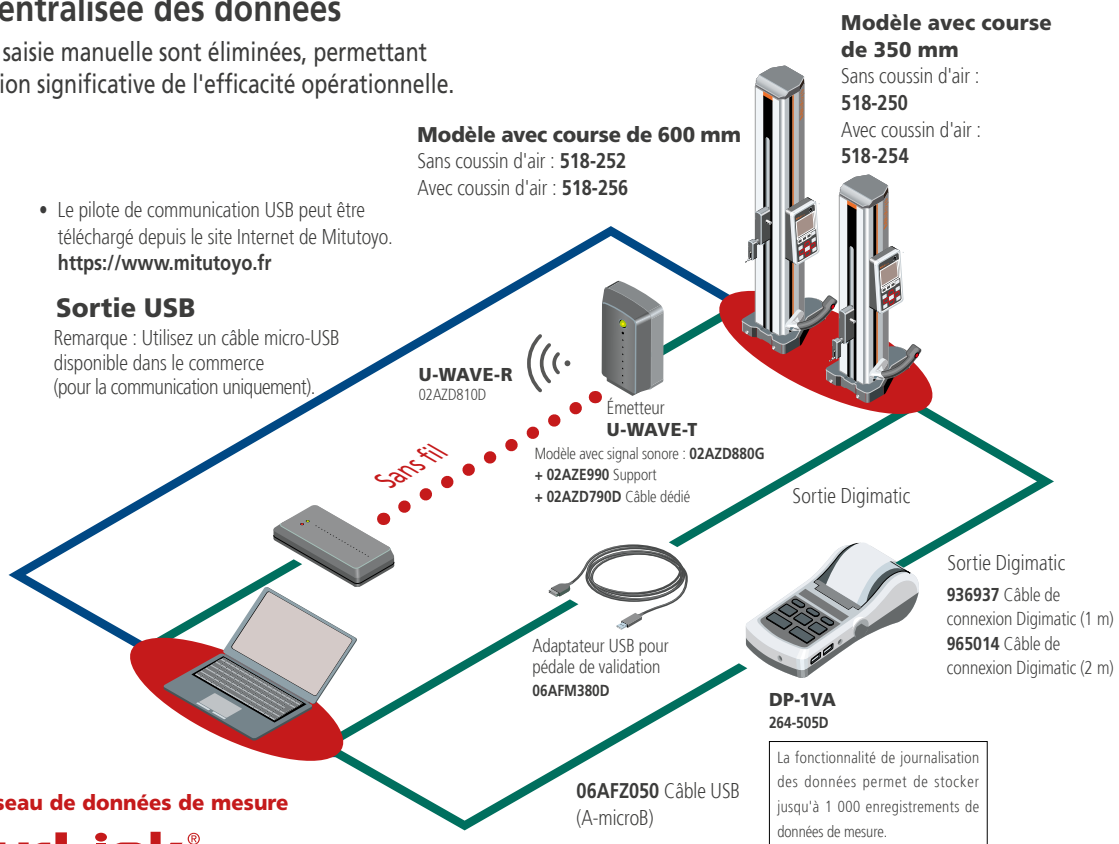 entralisée des données
saisie manuelle sont éliminées, permettant
ion significative de l'efficacité opérationnelle.
Modèle avec course
de 350 mm
Sans coussin d'air :
518-250
Avec coussin d'air :
518-254
Modèle avec course de 600 mm
Sans coussin d'air : 518-252
Avec coussin d'air : 518-256
• Le pilote de communication USB peut être
téléchargé depuis le site Internet de Mitutoyo.
https://www.mitutoyo.fr
Sortie USB
Remarque : Utilisez un câble micro-USB
disponible dans le commerce
(pour la communication uniquement).
U-WAVE-R
02AZD810D
Émetteur
U-WAVE-T
Modèle avec signal sonore : 02AZD880G
+ 02AZE990 Support
+ 02AZD790D Câble dédié
Sans fil
Sortie Digimatic
Adaptateur USB pour
pédale de validation
06AFM380D
Sortie Digimatic
936937 Câble de
connexion Digimatic (1 m)
965014 Câble de
connexion Digimatic (2 m)
DP-1VA
264-505D
La fonctionnalité de journalisation
des données permet de stocker
jusqu'à 1 000 enregistrements de
données de mesure.
06AFZ050 Câble USB
(A-microB)
seau de données de mesure